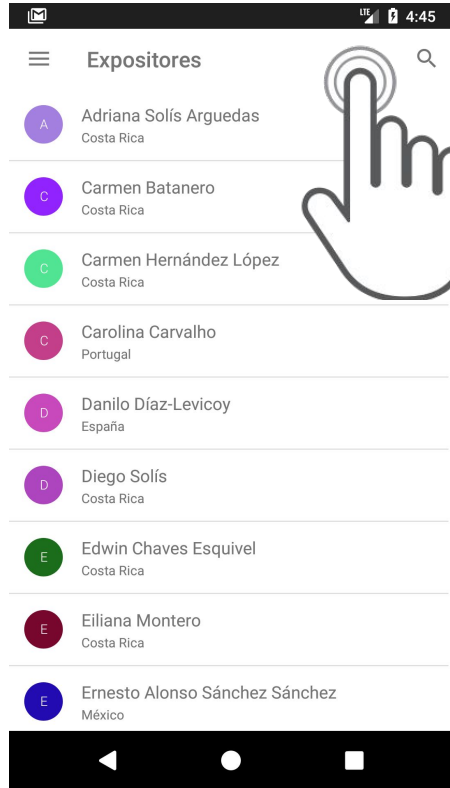 LTE 4:45
Expositores
A
Adriana Solís Arguedas
Costa Rica
C
Carmen Batanero
Costa Rica
C
Carmen Hernández López
Costa Rica
C
Carolina Carvalho
Portugal
D
Danilo Díaz-Levicoy
España
D
Diego Solís
Costa Rica
E
Edwin Chaves Esquivel
Costa Rica
E
Eiliana Montero
Costa Rica
E
Ernesto Alonso Sánchez Sánchez
México